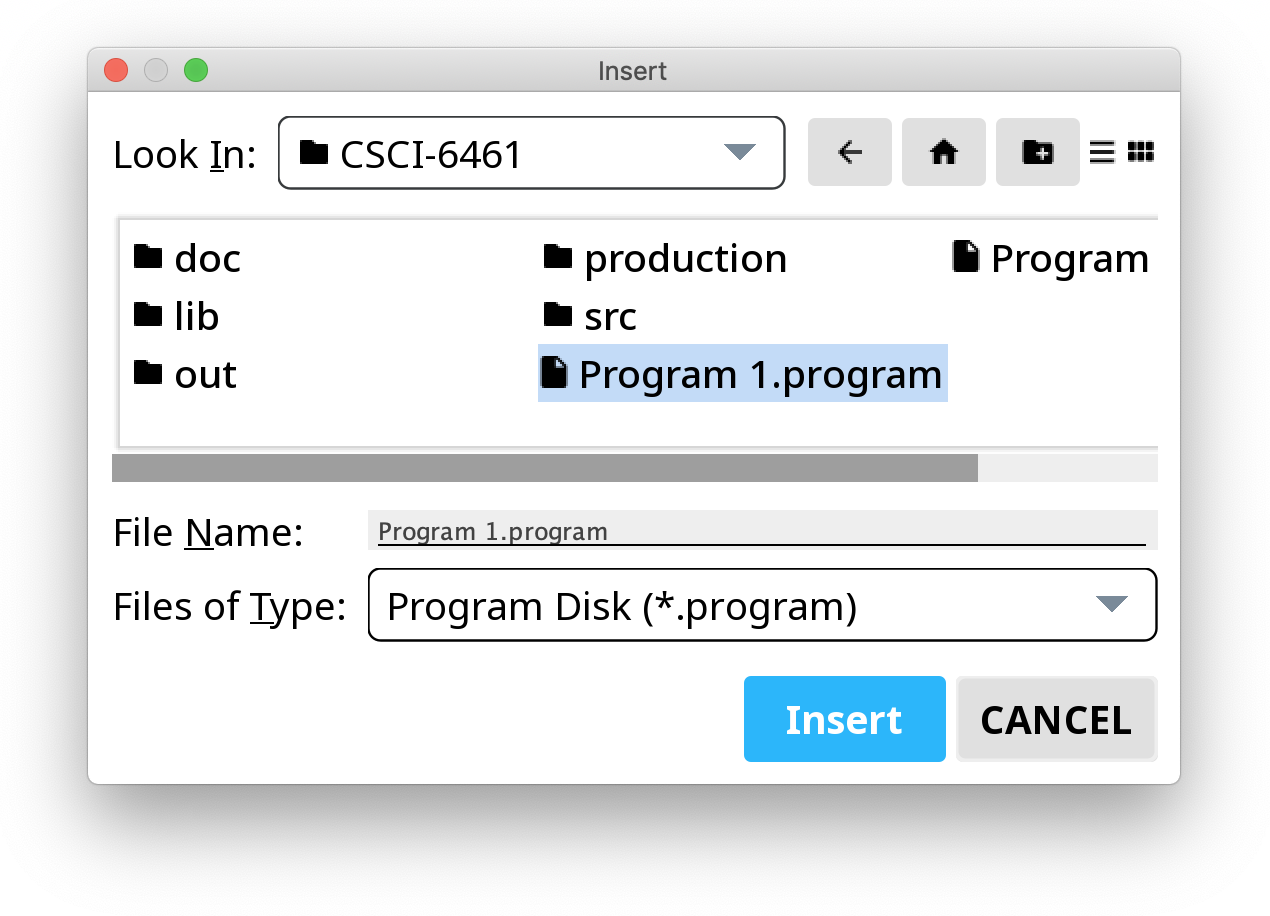 Insert
Look In: CSCI-6461
doc production Program
lib src
out Program 1.program
File Name: Program 1.program
Files of Type: Program Disk (*.program)
Insert CANCEL